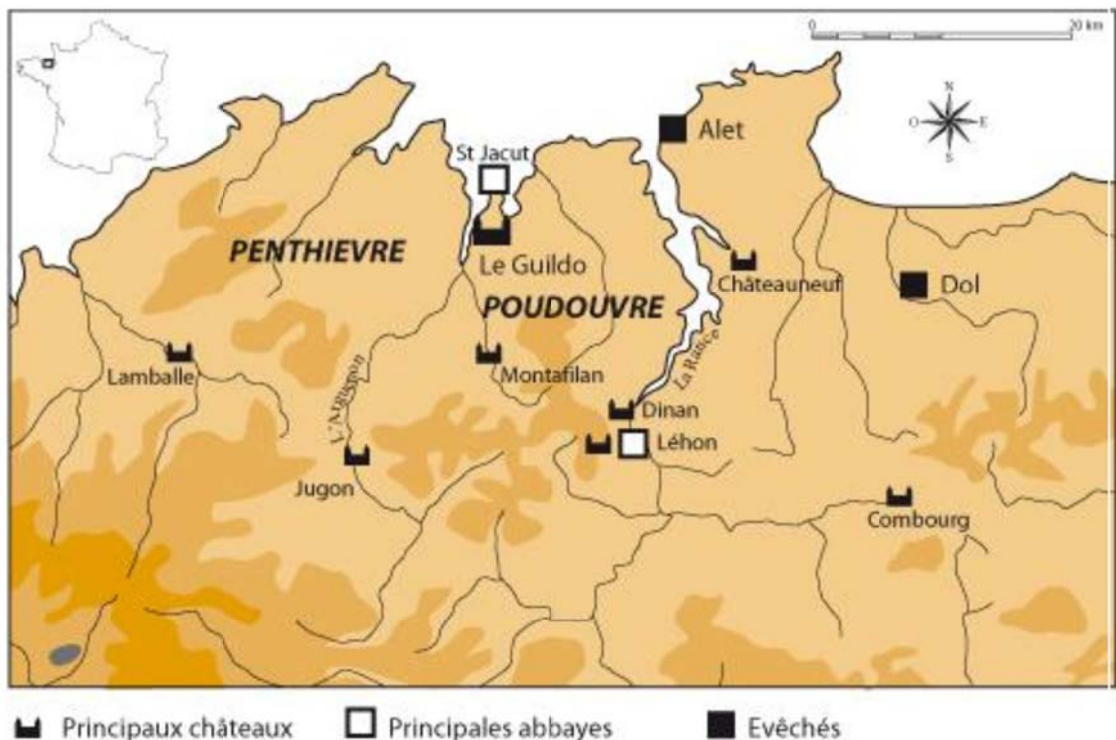 0 20 km
N
O E
S
Alet
St Jacut
PENTHIEVRE
Le Guildo
Châteauneuf
Dol
POUDOUVRE
La Rance
Lamballe
Montafilan
L'Arguenon
Dinan
Léhon
Jugon
Combourg
Principaux châteaux Principales abbayes Evêchés